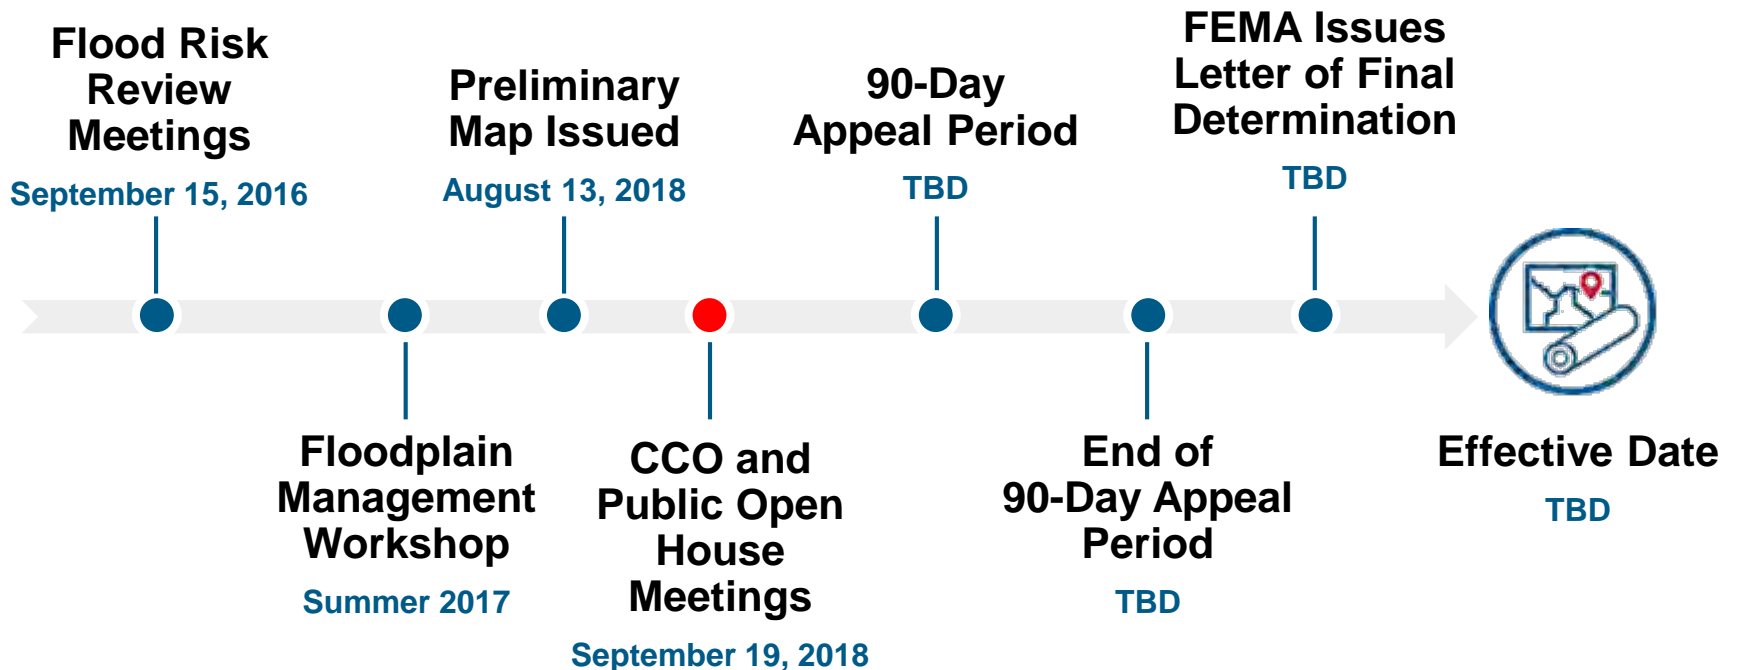 Flood Risk
Review
Meetings
September 15, 2016
Floodplain
Management
Workshop
Summer 2017
Preliminary
Map Issued
August 13, 2018
CCO and
Public Open
House
Meetings
September 19, 2018
90-Day
Appeal Period
TBD
End of
90-Day Appeal
Period
TBD
FEMA Issues
Letter of Final
Determination
TBD
Effective Date
TBD